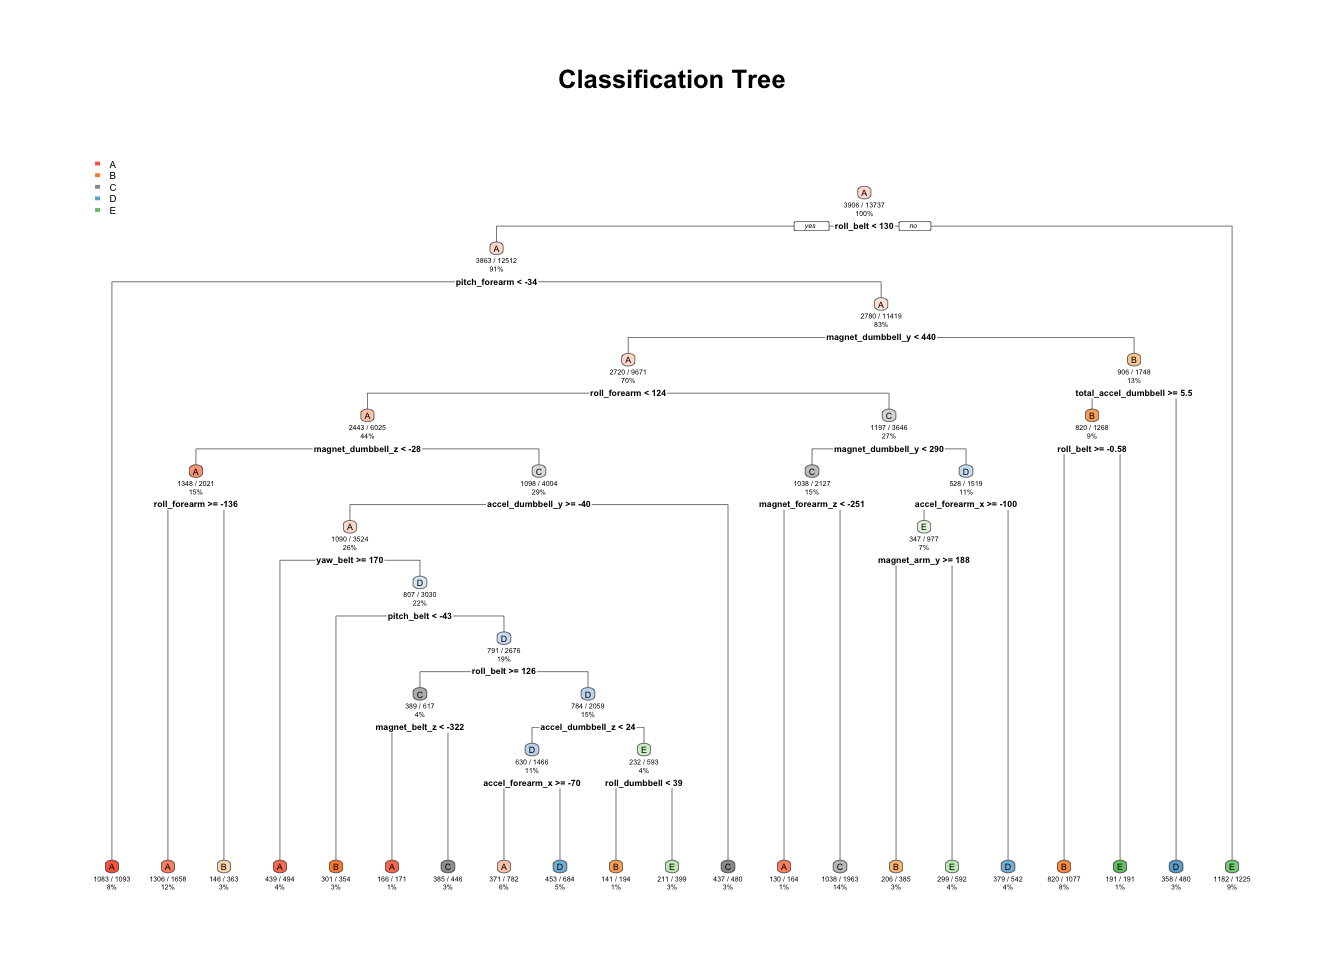 Classification Tree
A
B
C
D
E
A
3906 / 13737
100%
yes roll_belt < 130 no
A
3863 / 12512
91%
pitch_forearm < -34
A
2780 / 11419
83%
magnet_dumbbell_y < 440
A B
2720 / 9671 906 / 1748
70% 13%
roll_forearm < 124 total_accel_dumbbell >= 5.5
A C B
2443 / 6025 1197 / 3646 820 / 1268
44% 27% 9%
magnet_dumbbell_z < -28 magnet_dumbbell_y < 290 roll_belt >= -0.58
A C C D
1348 / 2021 1098 / 4004 1038 / 2127 528 / 1519
15% 29% 15% 11%
roll_forearm >= -136 accel_dumbbell_y >= -40 magnet_forearm_z < -251 accel_forearm_x >= -100
A E
1090 / 3524 347 / 977
26% 7%
yaw_belt >= 170 magnet_arm_y >= 188
D
807 / 3030
22%
pitch_belt < -43
D
791 / 2676
19%
roll_belt >= 126
C D
389 / 617 784 / 2059
4% 15%
magnet_belt_z < -322 accel_dumbbell_z < 24
D E
630 / 1466 232 / 593
11% 4%
accel_forearm_x >= -70 roll_dumbbell < 39
A A B A B A C A D B E C A C B E D B E D E
1083 / 1093 1306 / 1658 146 / 363 439 / 494 301 / 354 166 / 171 385 / 446 371 / 782 453 / 684 141 / 194 211 / 399 437 / 480 130 / 164 1038 / 1963 206 / 385 299 / 592 379 / 542 820 / 1077 191 / 191 358 / 480 1182 / 1225
8% 12% 3% 4% 3% 1% 3% 6% 5% 1% 3% 3% 1% 14% 3% 4% 4% 8% 1% 3% 9%